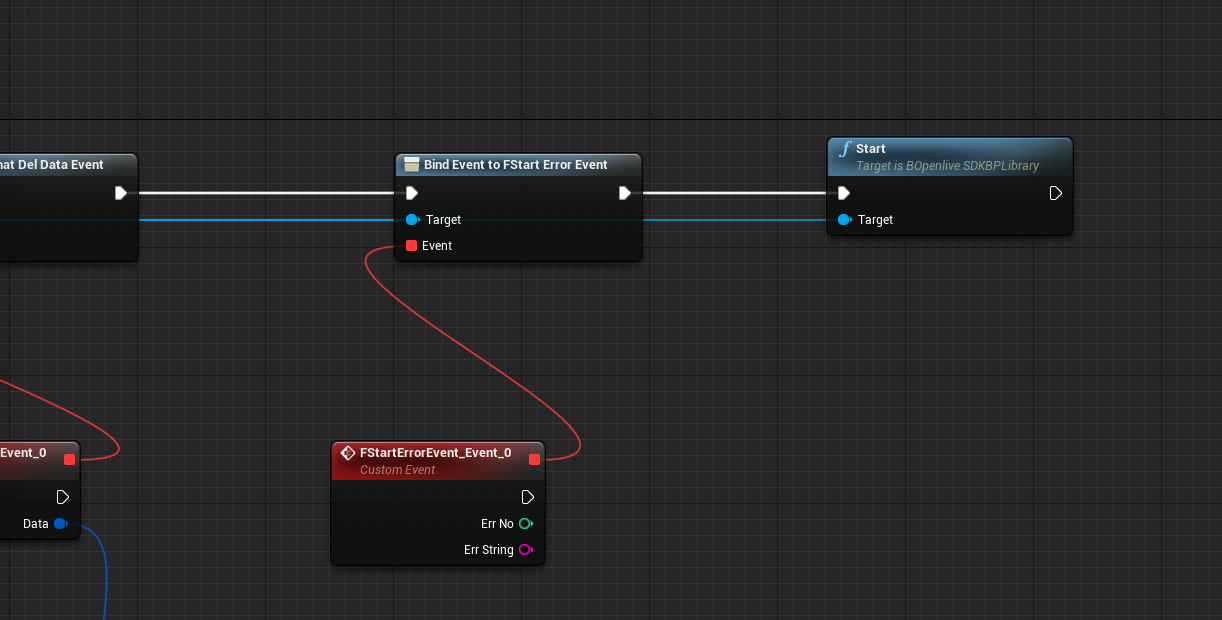 Del Data Event
Bind Event to FStart Error Event
Target
Event
Start
Target is BOpenlive SDKBPLibrary
Target
Event_0
Data
FStartErrorEvent_Event_0
Custom Event
Err No
Err String